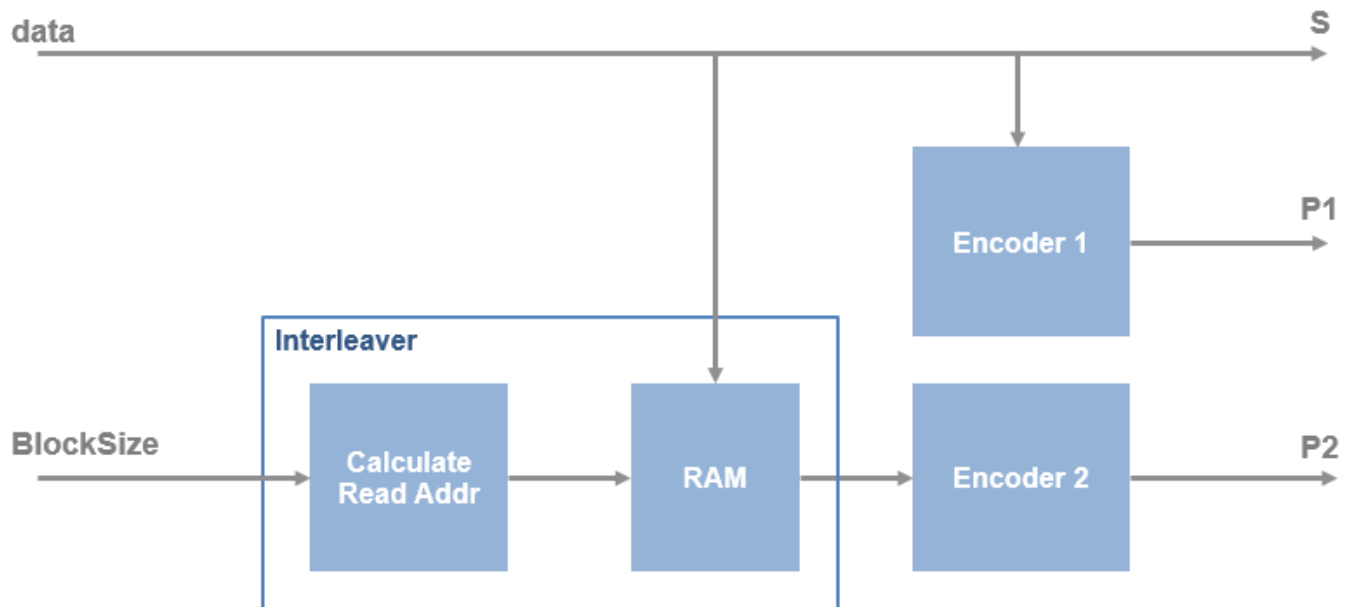 data
S
P1
Encoder 1
Interleaver
BlockSize
Calculate
Read Addr
RAM
Encoder 2
P2